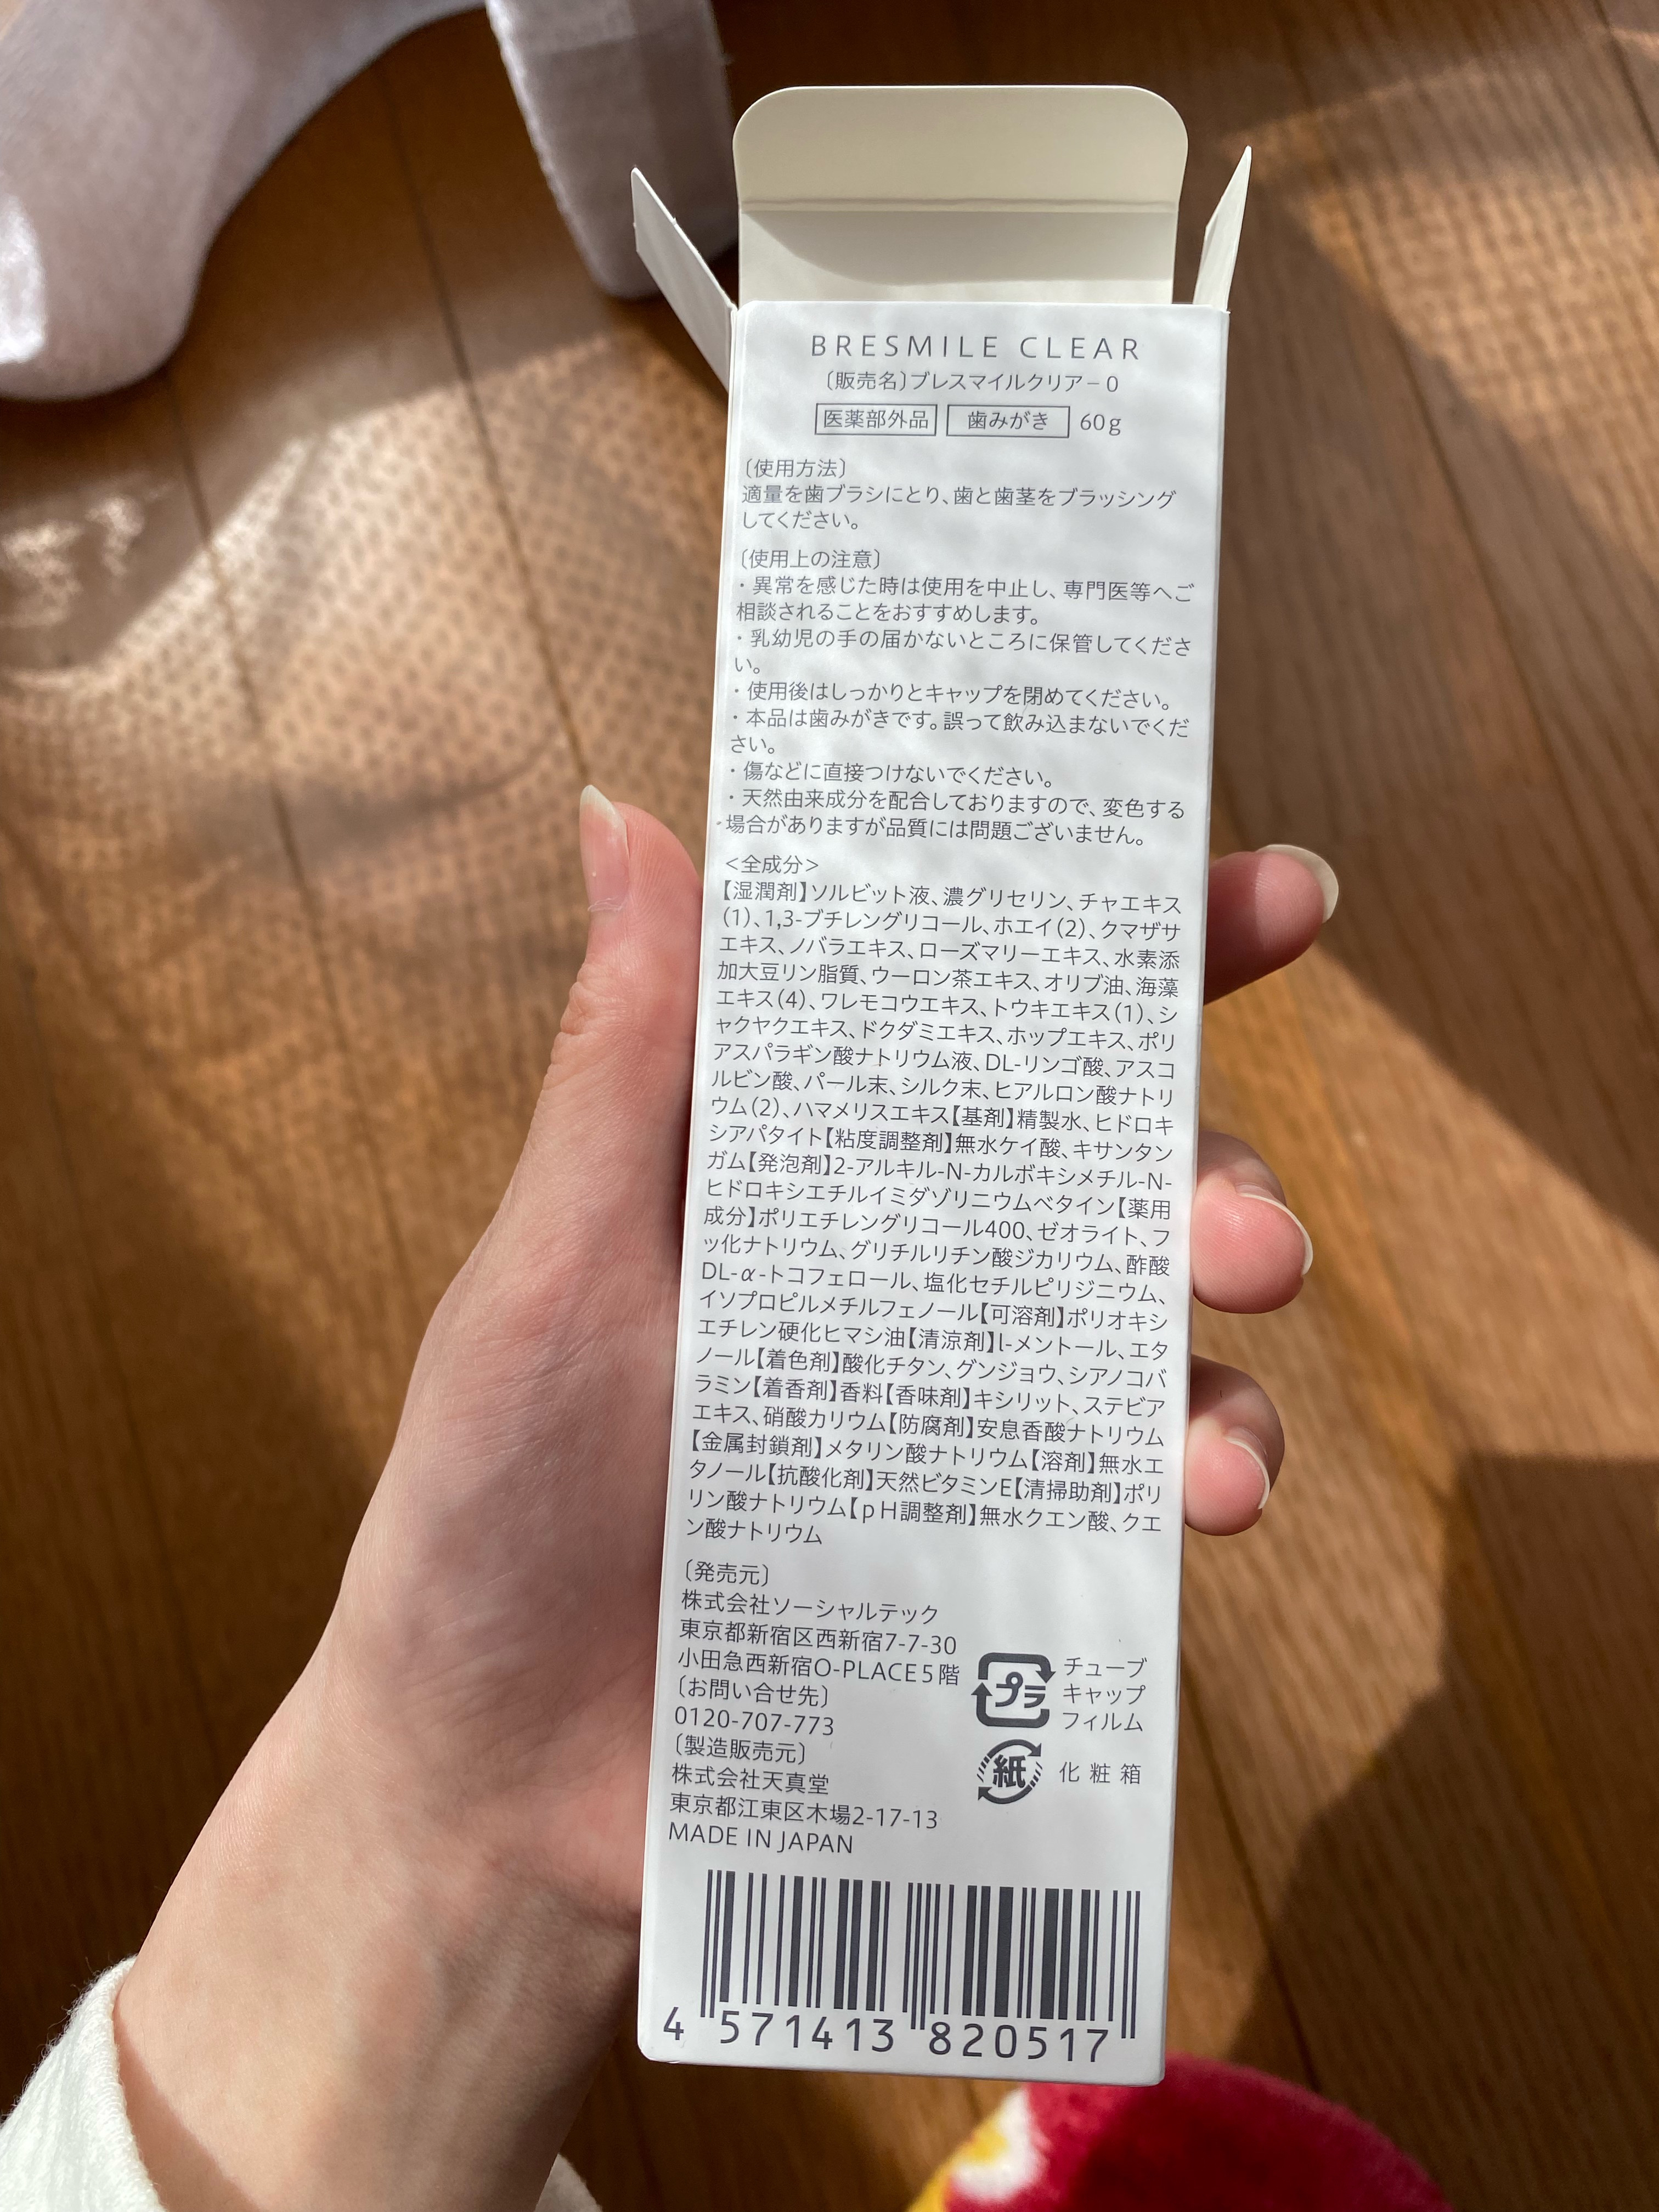 BRESMILE CLEAR
〔販売名〕ブレスマイルクリアー0
医薬部外品 歯みがき 60g
〔使用方法〕
適量を歯ブラシにとり、歯と歯茎をブラッシング
してください。
〔使用上の注意〕
・異常を感じた時は使用を中止し、専門医等へご
相談されることをおすすめします。
・乳幼児の手の届かないところに保管してくださ
い。
・使用後はしっかりとキャップを閉めてください。
・本品は歯みがきです。誤って飲み込まないでくだ
さい。
・傷などに直接つけないでください。
・天然由来成分を配合しておりますので、変色する
場合がありますが品質には問題ございません。
<全成分>
【湿潤剤】ソルビット液、濃グリセリン、チャエキス
(1)、1,3-ブチレングリコール、ホエイ(2)、クマザサ
エキス、ノバラエキス、ローズマリーエキス、水素添
加大豆リン脂質、ウーロン茶エキス、オリブ油、海藻
エキス(4)、ワレモコウエキス、トウキエキス(1)、シ
ャクヤクエキス、ドクダミエキス、ホップエキス、ポリ
アスパラギン酸ナトリウム液、DL-リンゴ酸、アスコ
ルビン酸、パール末、シルク末、ヒアルロン酸ナトリ
ウム(2)、ハマメリスエキス【基剤】精製水、ヒドロキ
シアパタイト【粘度調整剤】無水ケイ酸、キサンタン
ガム【発泡剤】2-アルキル-N-カルボキシメチル-N-
ヒドロキシエチルイミダゾリニウムベタイン【薬用
成分】ポリエチレングリコール400、ゼオライト、フ
ッ化ナトリウム、グリチルリチン酸ジカリウム、酢酸
DL-α-トコフェロール、塩化セチルピリジニウム、
イソプロピルメチルフェノール【可溶剤】ポリオキシ
エチレン硬化ヒマシ油【清涼剤】l-メントール、エタ
ノール【着色剤】酸化チタン、グンジョウ、シアノコバ
ラミン【着香剤】香料【香味剤】キシリット、ステビア
エキス、硝酸カリウム【防腐剤】安息香酸ナトリウム
【金属封鎖剤】メタリン酸ナトリウム【溶剤】無水エ
タノール【抗酸化剤】天然ビタミンE【清掃助剤】ポリ
リン酸ナトリウム【pH調整剤】無水クエン酸、クエ
ン酸ナトリウム
〔発売元〕
株式会社ソーシャルテック
東京都新宿区西新宿7-7-30
小田急西新宿O-PLACE5階
〔お問い合せ先〕
0120-707-773
〔製造販売元〕
株式会社天真堂
東京都江東区木場2-17-13
MADE IN JAPAN
プラ
チューブ
キャップ
フィルム
紙 化粧箱
4 571413 820517